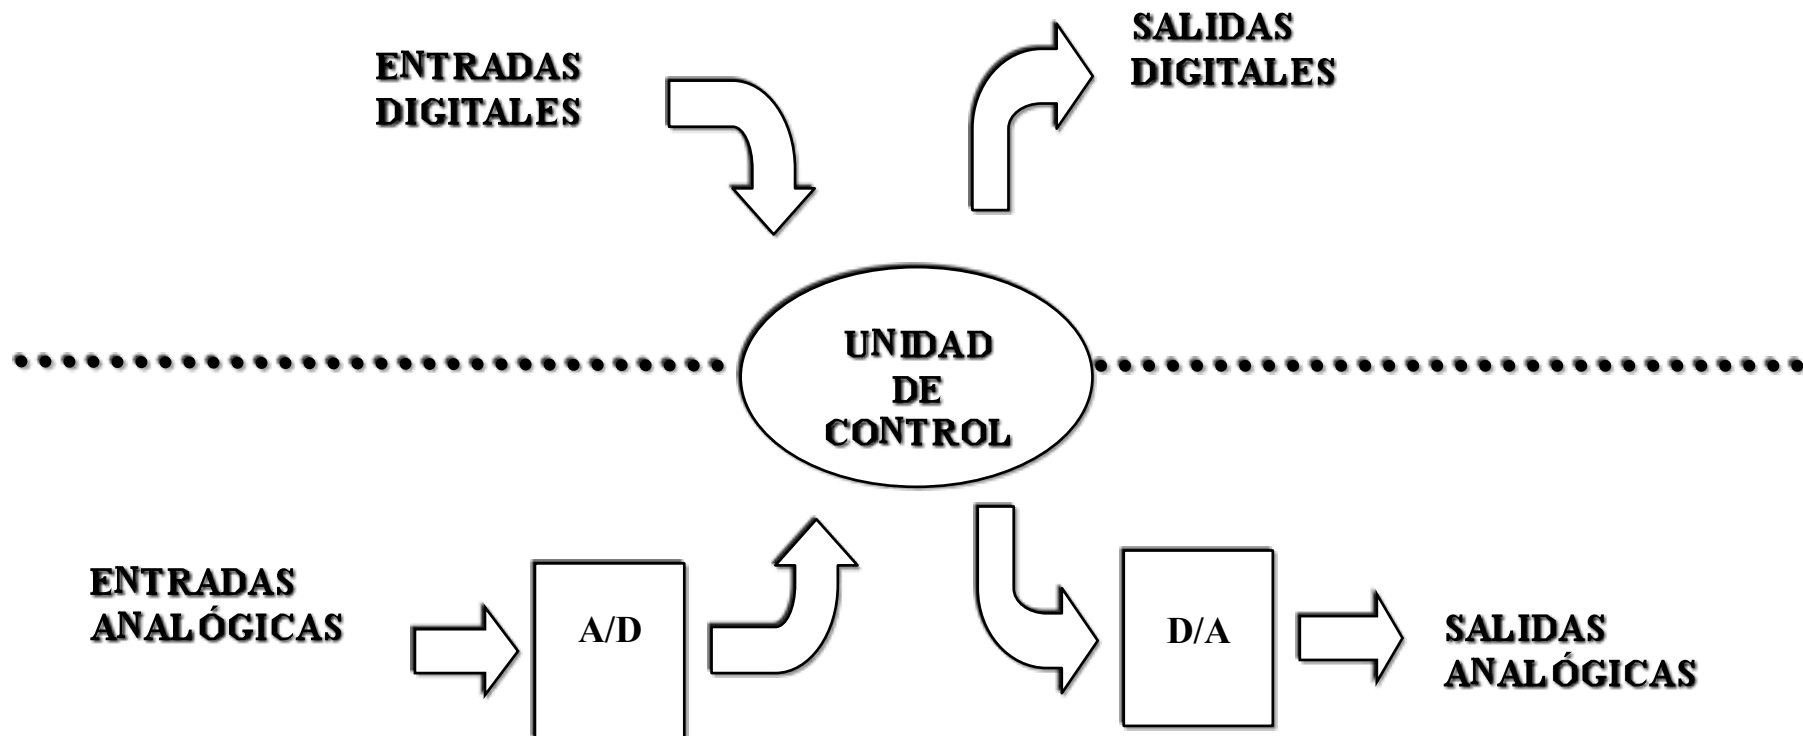 ENTRADAS
DIGITALES
SALIDAS
DIGITALES
UNIDAD
DE
CONTROL
ENTRADAS
ANALÓGICAS
A/D
D/A
SALIDAS
ANALÓGICAS